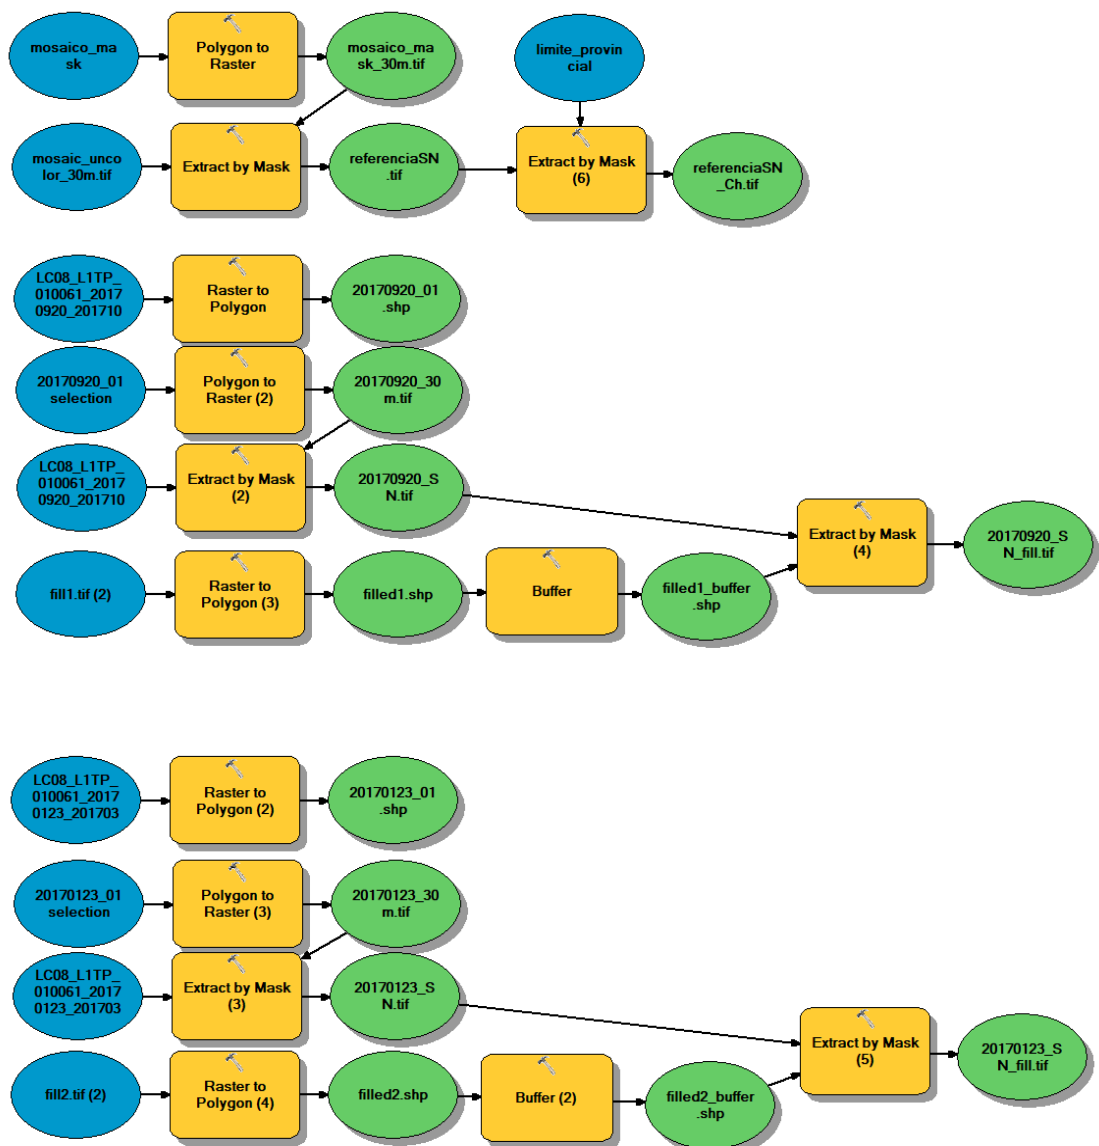 mosaico_ma
sk
Polygon to
Raster
mosaico_ma
sk_30m.tif
limite_provin
cial
mosaic_unco
lor_30m.tif
Extract by Mask
referenciaSN
.tif
Extract by Mask
(6)
referenciaSN
_Ch.tif
LC08_L1TP_
010061_2017
0920_201710
Raster to
Polygon
20170920_01
.shp
20170920_01
selection
Polygon to
Raster (2)
20170920_30
m.tif
LC08_L1TP_
010061_2017
0920_201710
Extract by Mask
(2)
20170920_S
N.tif
Extract by Mask
(4)
20170920_S
N_fill.tif
fill1.tif (2)
Raster to
Polygon (3)
filled1.shp
Buffer
filled1_buffer
.shp
LC08_L1TP_
010061_2017
0123_201703
Raster to
Polygon (2)
20170123_01
.shp
20170123_01
selection
Polygon to
Raster (3)
20170123_30
m.tif
LC08_L1TP_
010061_2017
0123_201703
Extract by Mask
(3)
20170123_S
N.tif
Extract by Mask
(5)
20170123_S
N_fill.tif
fill2.tif (2)
Raster to
Polygon (4)
filled2.shp
Buffer (2)
filled2_buffer
.shp